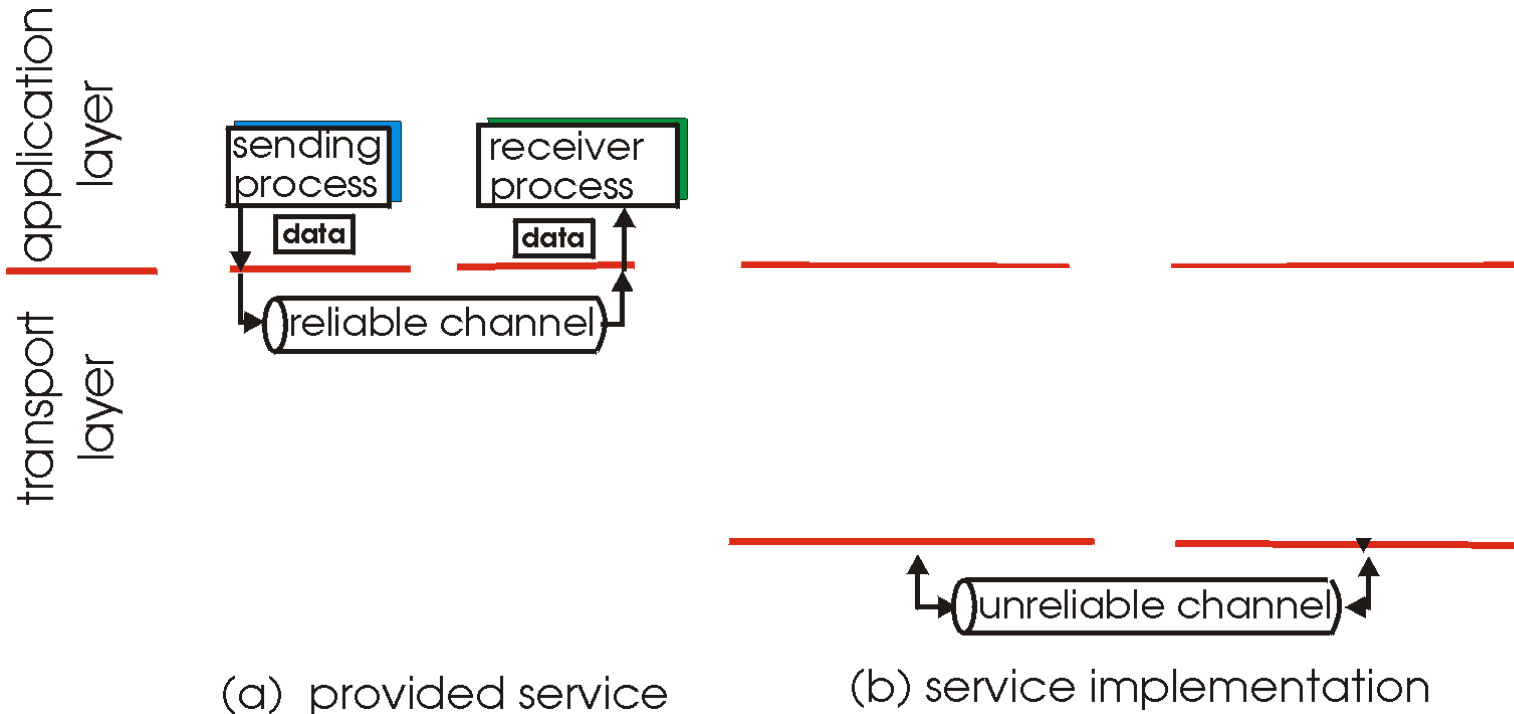 application
layer
transport
layer
sending
process
data
receiver
process
data
reliable channel
unreliable channel
(a) provided service
(b) service implementation